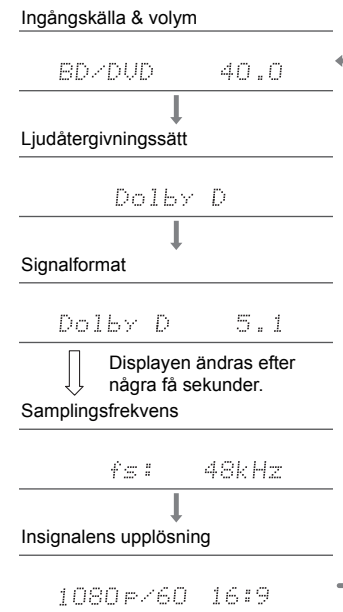 Ingångskälla & volym
BD/DVD 40.0
Ljudåtergivningssätt
Dolby D
Signalformat
Dolby D 5.1
Displayen ändras efter
några få sekunder.
Samplingsfrekvens
fs: 48kHz
Insignalens upplösning
1080p/60 16:9